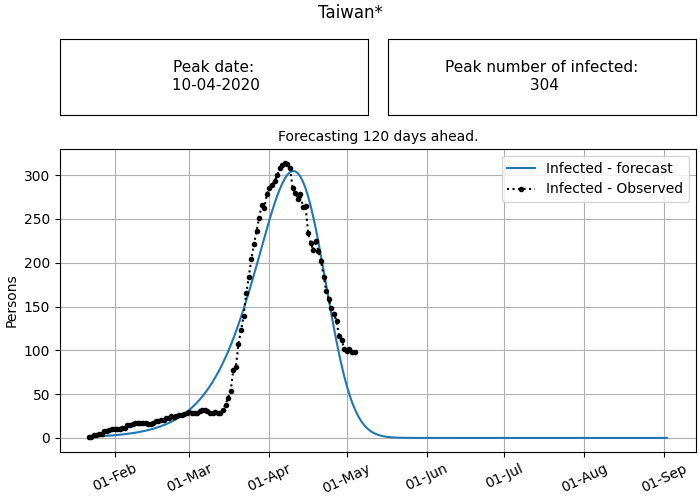 Taiwan*
Peak date:
10-04-2020
Peak number of infected:
304
Forecasting 120 days ahead.
Infected - forecast
Infected - Observed
Persons
300
250
200
150
100
50
0
01-Feb
01-Mar
01-Apr
01-May
01-Jun
01-Jul
01-Aug
01-Sep